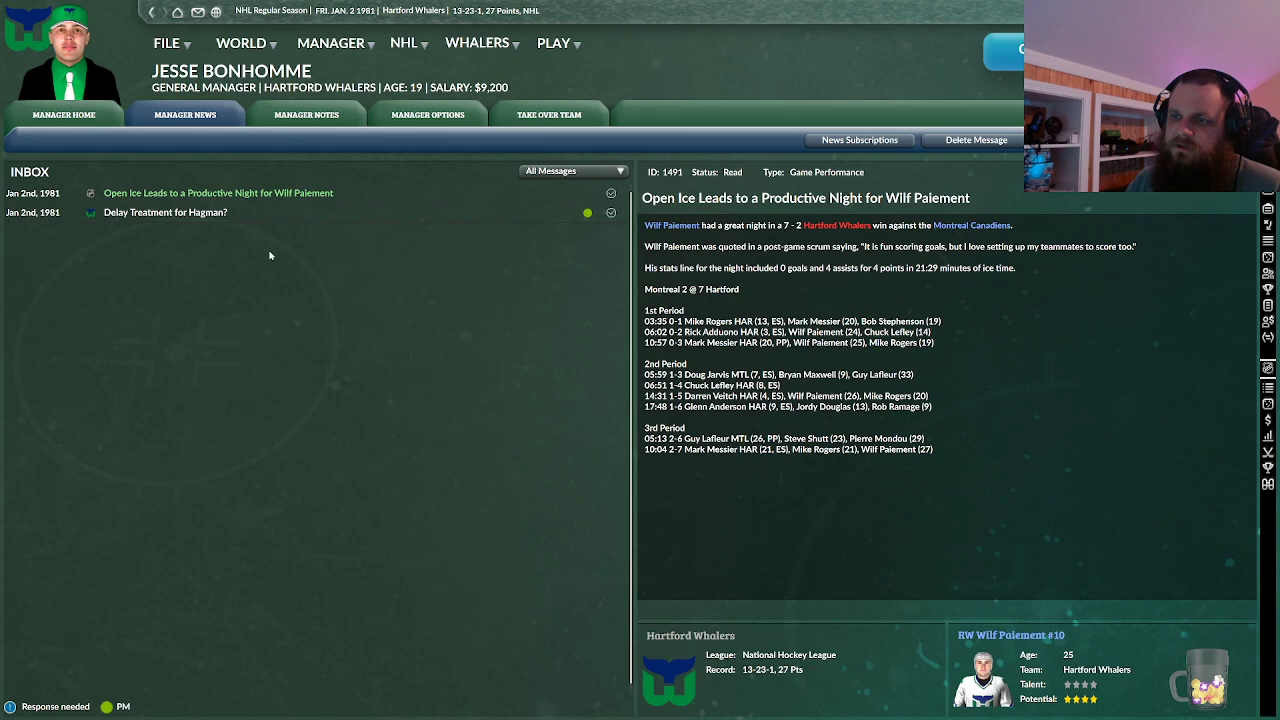 NHL Regular Season | FRI. JAN. 2 1981 | Hartford Whalers | 13-23-1, 27 Points, NHL
FILE WORLD MANAGER NHL WHALERS PLAY
JESSE BONHOMME
GENERAL MANAGER | HARTFORD WHALERS | AGE: 19 | SALARY: $9,200
MANAGER HOME MANAGER NEWS MANAGER NOTES MANAGER OPTIONS TAKE OVER TEAM
News Subscriptions Delete Message
INBOX All Messages
Jan 2nd, 1981 Open Ice Leads to a Productive Night for Wilf Paiement
Jan 2nd, 1981 Delay Treatment for Hagman?
ID: 1491 Status: Read Type: Game Performance
Open Ice Leads to a Productive Night for Wilf Paiement
Wilf Paiement had a great night in a 7 - 2 Hartford Whalers win against the Montreal Canadiens.
Wilf Paiement was quoted in a post-game scrum saying, "It is fun scoring goals, but I love setting up my teammates to score too."
His stats line for the night included 0 goals and 4 assists for 4 points in 21:29 minutes of ice time.
Montreal 2 @ 7 Hartford
1st Period
03:35 0-1 Mike Rogers HAR (13, ES), Mark Messier (20), Bob Stephenson (19)
06:02 0-2 Rick Adduono HAR (3, ES), Wilf Paiement (24), Chuck Lefley (14)
10:57 0-3 Mark Messier HAR (20, PP), Wilf Paiement (25), Mike Rogers (19)
2nd Period
05:59 1-3 Doug Jarvis MTL (7, ES), Bryan Maxwell (9), Guy Lafleur (33)
06:51 1-4 Chuck Lefley HAR (8, ES)
14:31 1-5 Darren Veitch HAR (4, ES), Wilf Paiement (26), Mike Rogers (20)
17:48 1-6 Glenn Anderson HAR (9, ES), Jordy Douglas (13), Rob Ramage (9)
3rd Period
05:13 2-6 Guy Lafleur MTL (26, PP), Steve Shutt (23), Pierre Mondou (29)
10:04 2-7 Mark Messier HAR (21, ES), Mike Rogers (21), Wilf Paiement (27)
Hartford Whalers
League: National Hockey League
Record: 13-23-1, 27 Pts
RW Wilf Paiement #10
Age: 25
Team: Hartford Whalers
Talent:
Potential:
Response needed PM